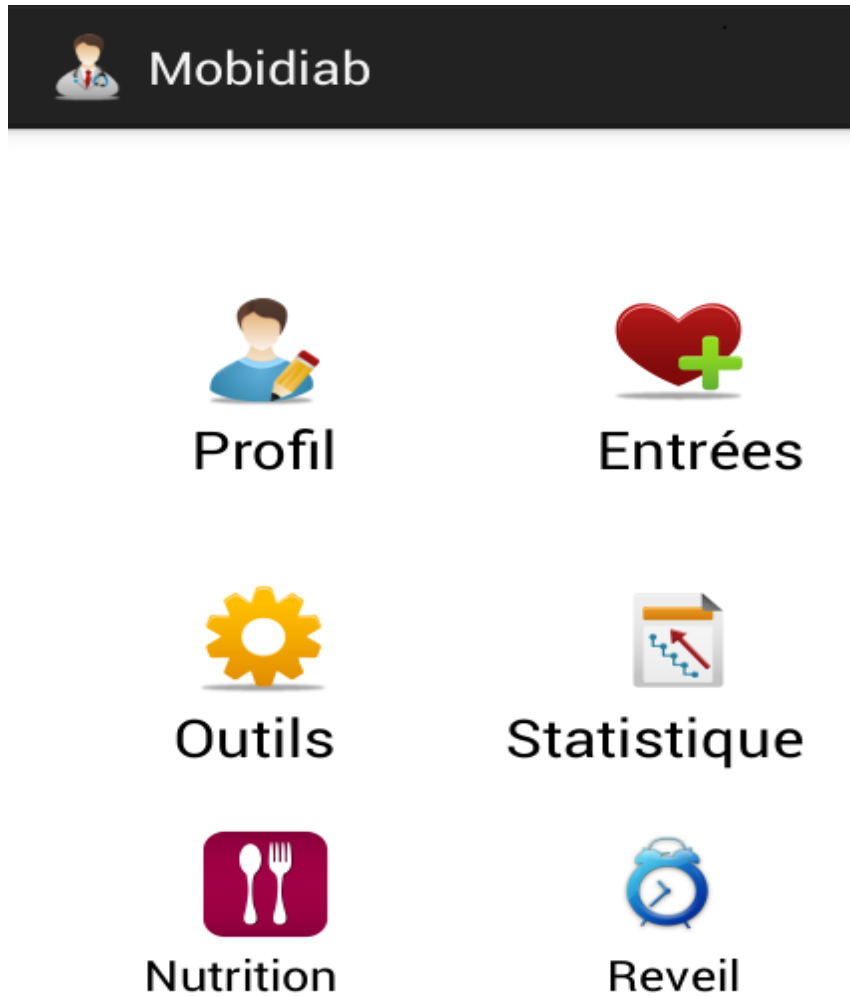 Mobidiab
Profil Entrées
Outils Statistique
Nutrition Reveil